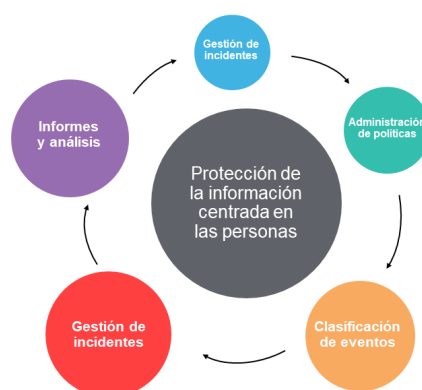 Gestión de
incidentes
Administración
de políticas
Clasificación
de eventos
Gestión de
incidentes
Informes
y análisis
Protección de
la información
centrada en
las personas